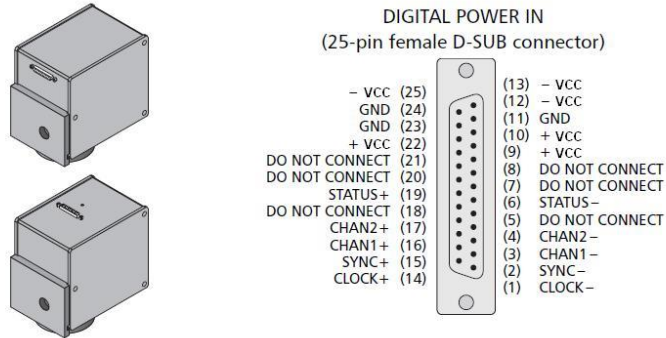 DIGITAL POWER IN
(25-pin female D-SUB connector)
– VCC (25)
GND (24)
GND (23)
+ VCC (22)
DO NOT CONNECT (21)
DO NOT CONNECT (20)
STATUS+ (19)
DO NOT CONNECT (18)
CHAN2+ (17)
CHAN1+ (16)
SYNC+ (15)
CLOCK+ (14)
(13) – VCC
(12) – VCC
(11) GND
(10) + VCC
(9) + VCC
(8) DO NOT CONNECT
(7) DO NOT CONNECT
(6) STATUS–
(5) DO NOT CONNECT
(4) CHAN2–
(3) CHAN1–
(2) SYNC–
(1) CLOCK–